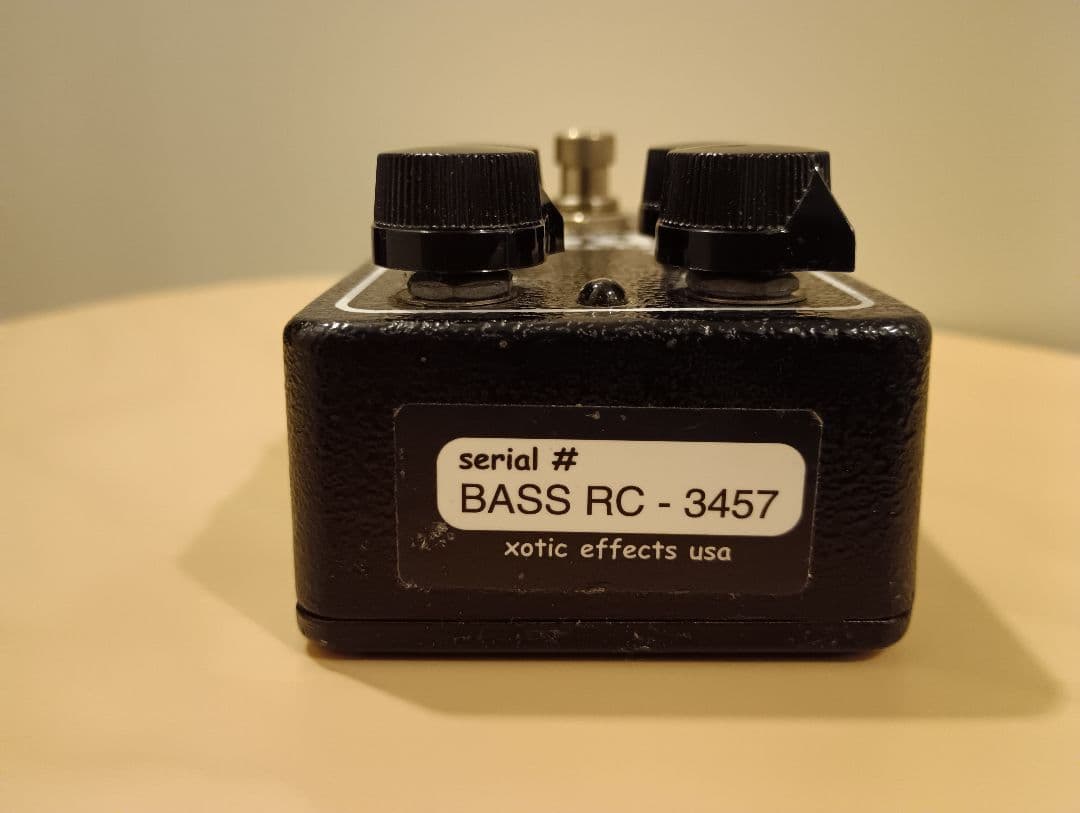 serial #
BASS RC - 3457
xotic effects usa